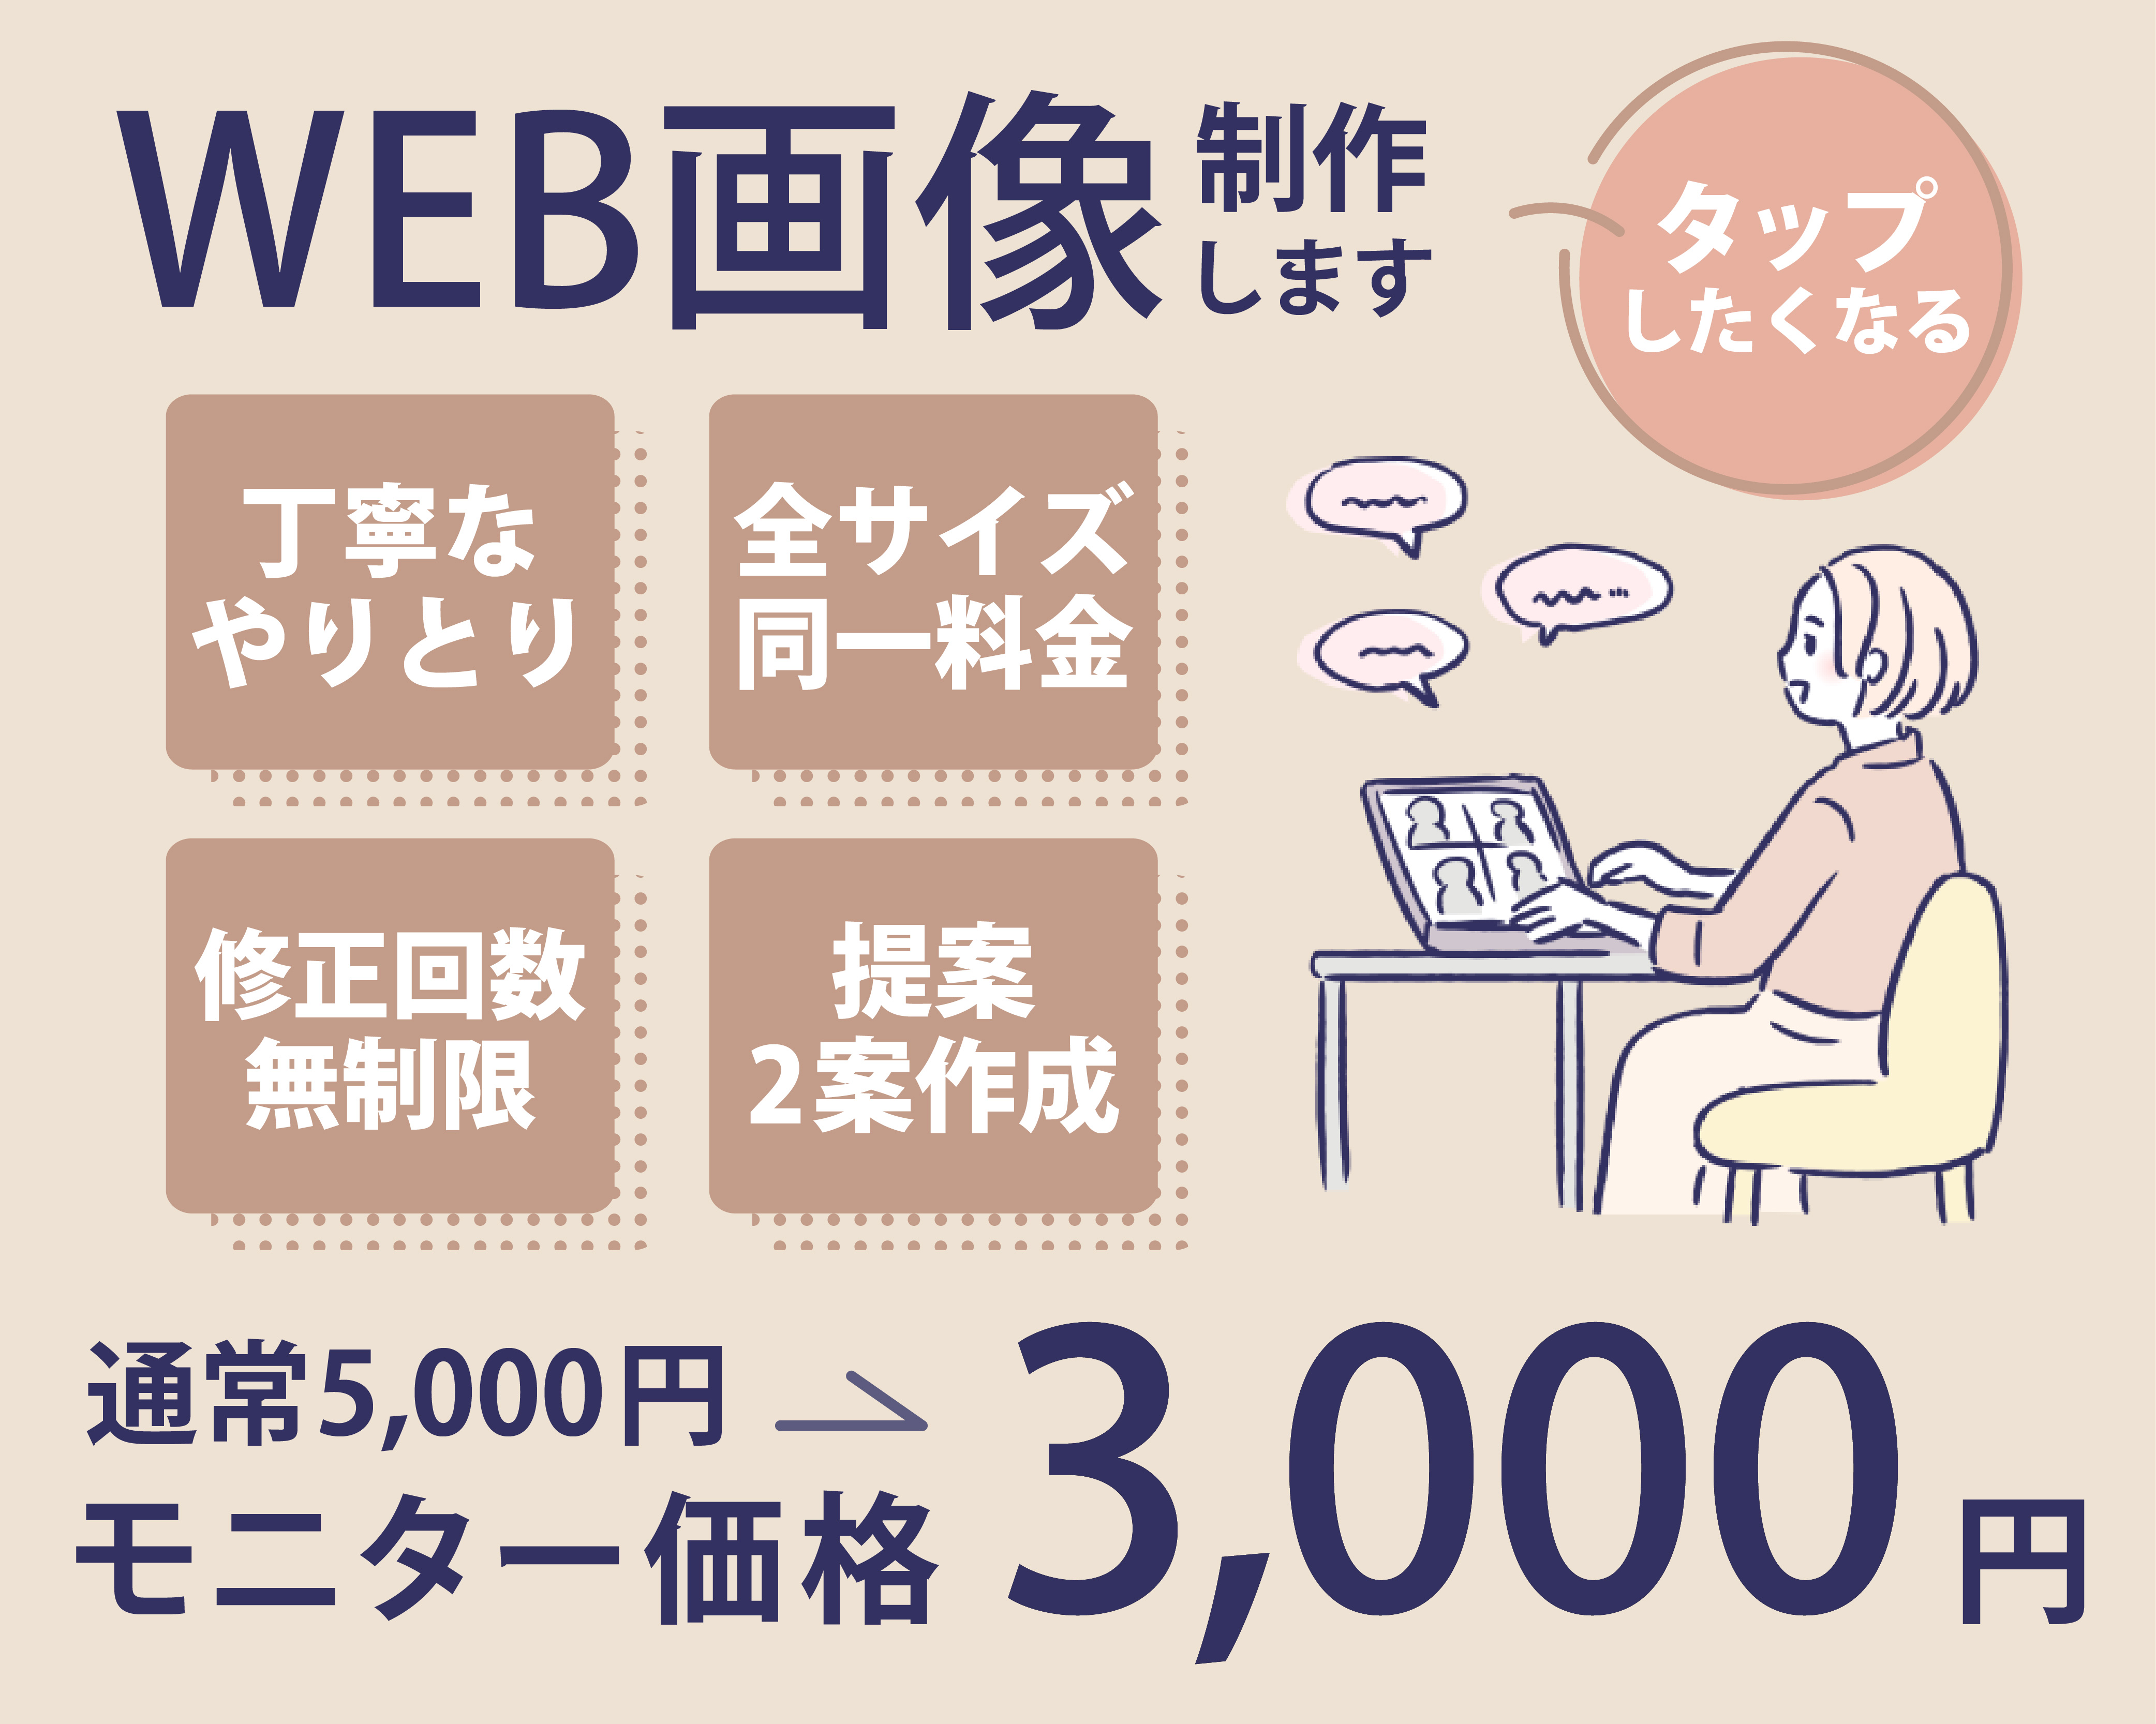 WEB画像
制作
します
タップ
したくなる
丁寧な
やりとり
全サイズ
同一料金
修正回数
無制限
提案
2案作成
通常5,000円
モニター価格
3,000円